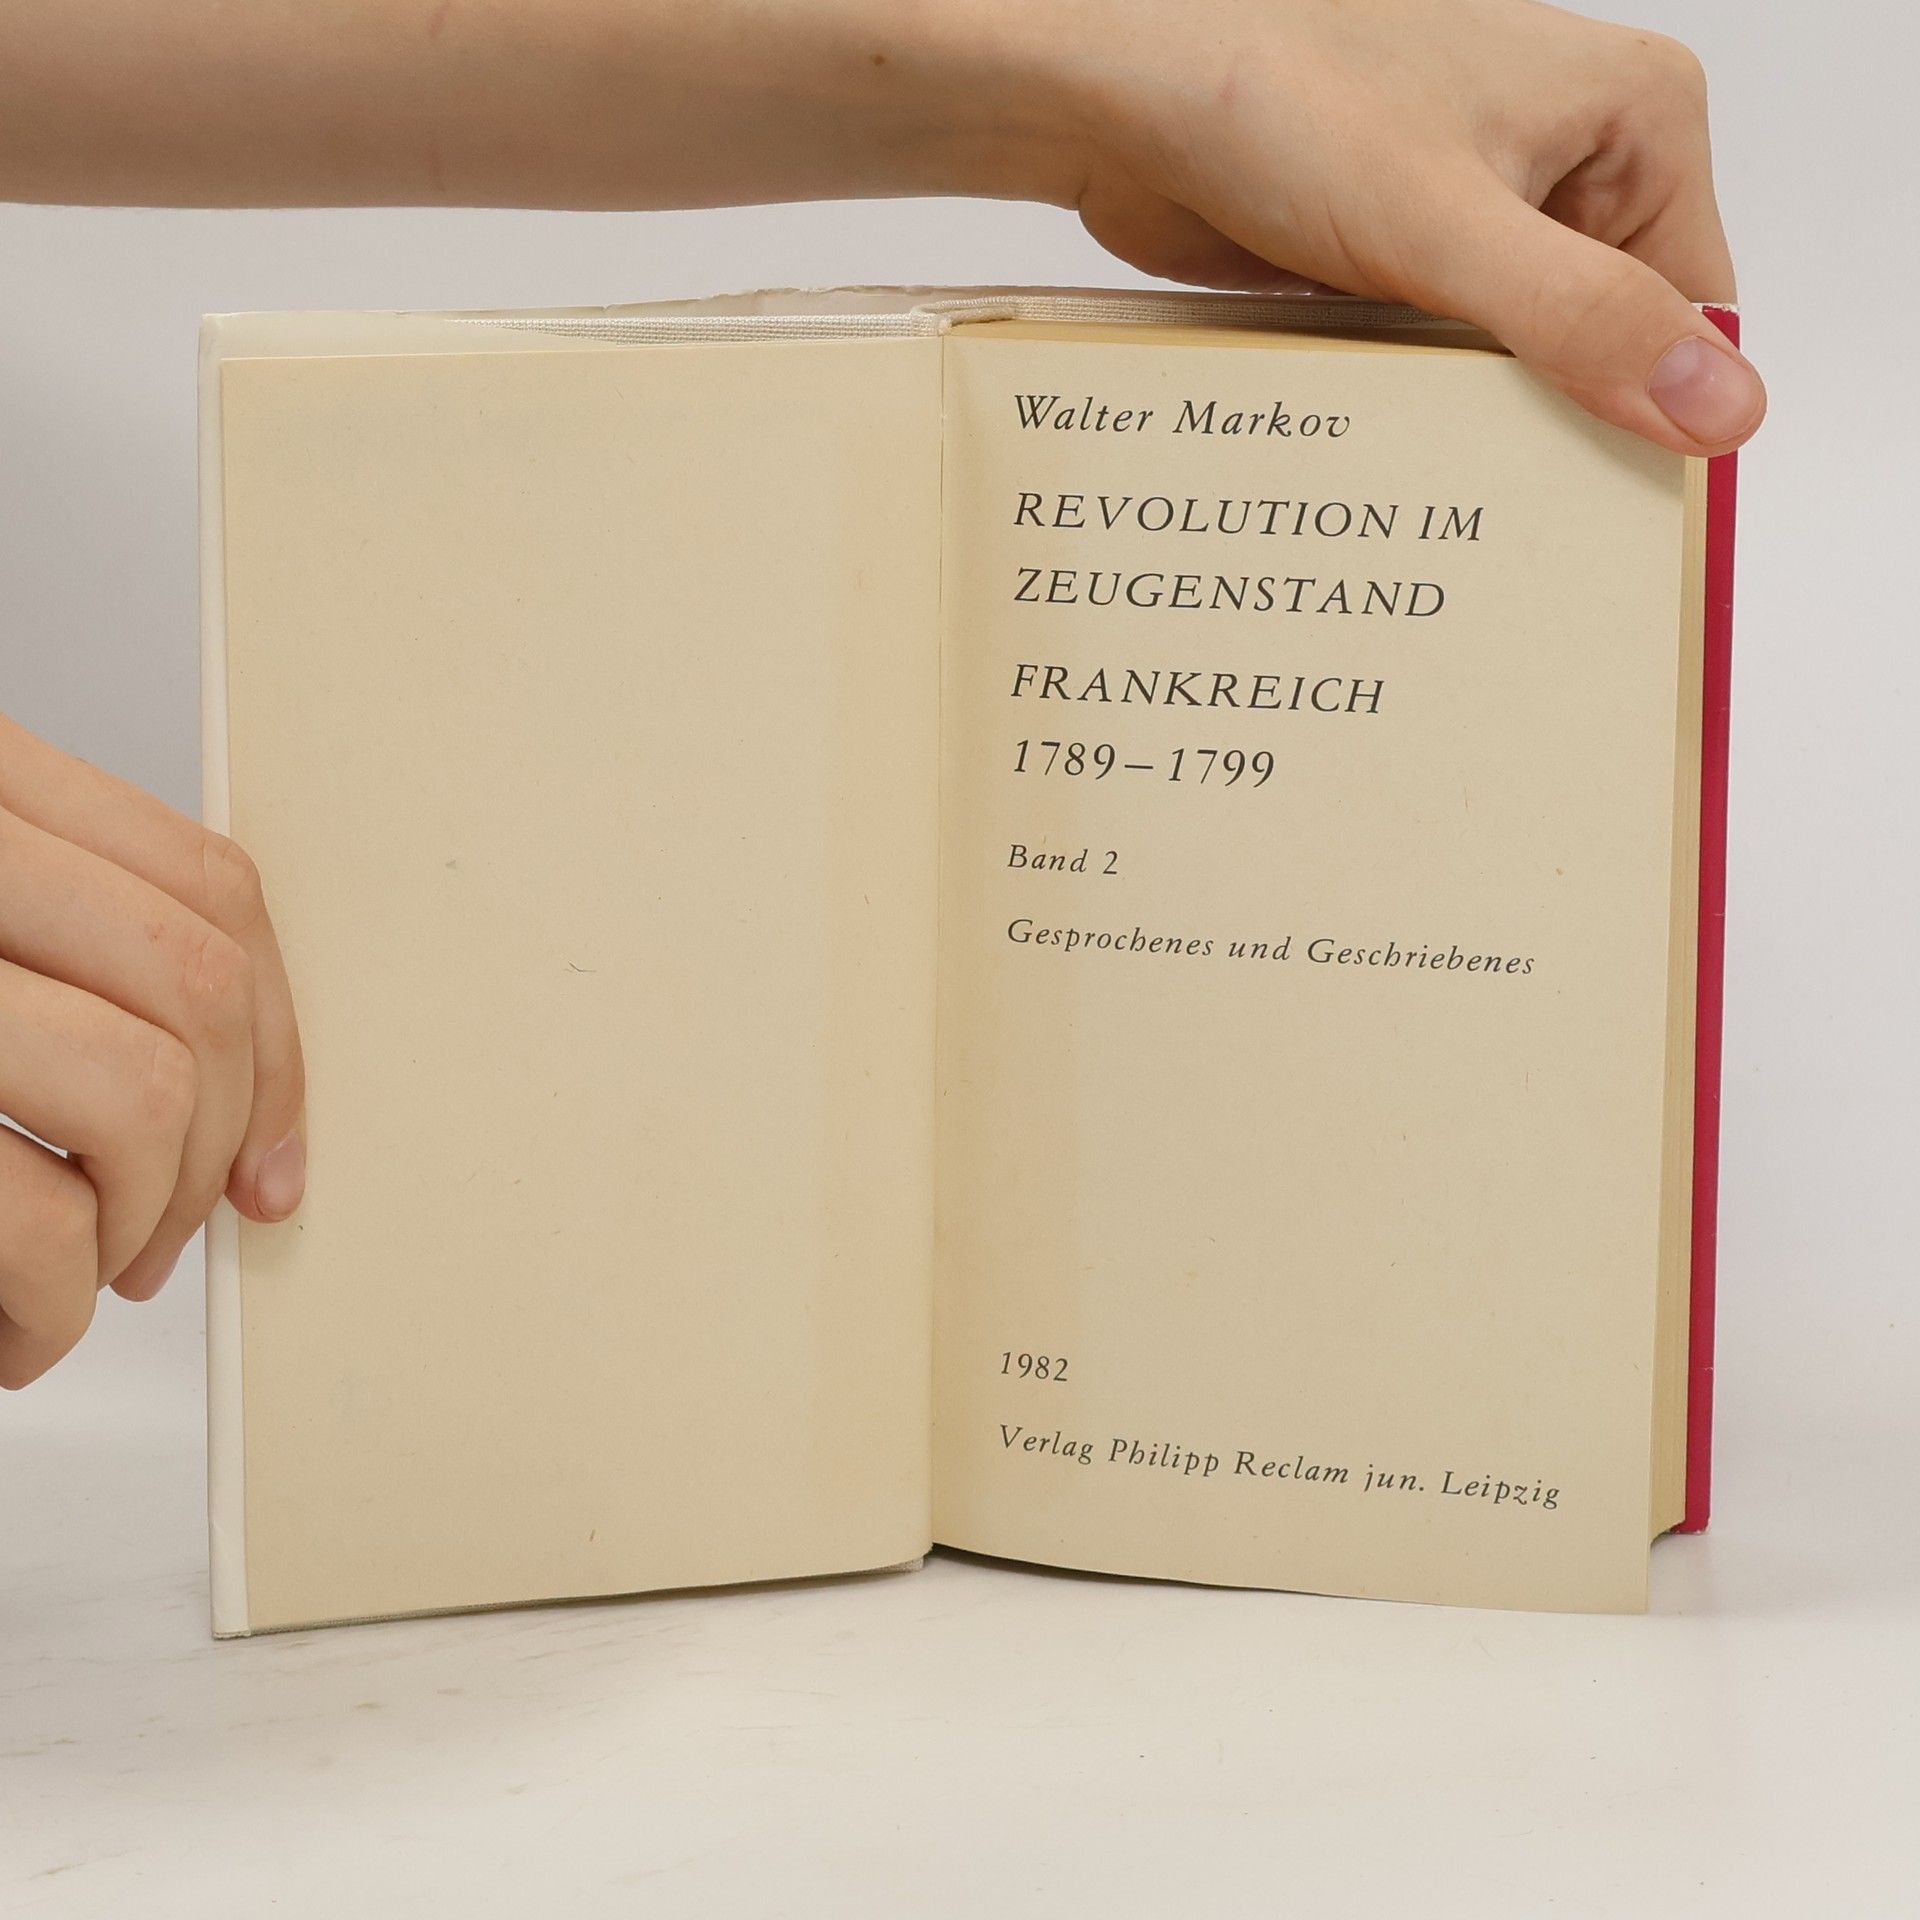 Walter Markov
REVOLUTION IM
ZEUGENSTAND
FRANKREICH
1789–1799
Band 2
Gesprochenes und Geschriebenes
1982
Verlag Philipp Reclam jun. Leipzig